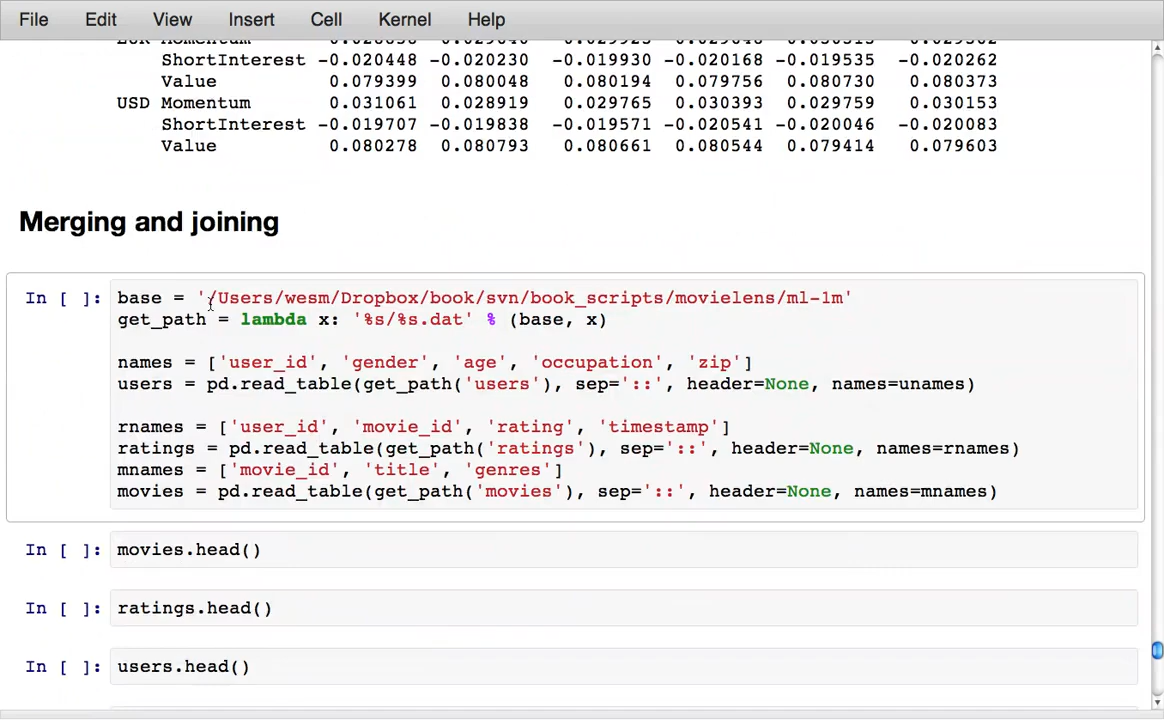 File Edit View Insert Cell Kernel Help
ShortInterest -0.020448 -0.020230 -0.019930 -0.020168 -0.019535 -0.020262
Value 0.079399 0.080048 0.080194 0.079756 0.080730 0.080373
USD Momentum 0.031061 0.028919 0.029765 0.030393 0.029759 0.030153
ShortInterest -0.019707 -0.019838 -0.019571 -0.020541 -0.020046 -0.020083
Value 0.080278 0.080793 0.080661 0.080544 0.079414 0.079603
Merging and joining
In [ ]: base = '/Users/wesm/Dropbox/book/svn/book_scripts/movielens/ml-1m'
get_path = lambda x: '%s/%s.dat' % (base, x)
names = ['user_id', 'gender', 'age', 'occupation', 'zip']
users = pd.read_table(get_path('users'), sep='::', header=None, names=unames)
rnames = ['user_id', 'movie_id', 'rating', 'timestamp']
ratings = pd.read_table(get_path('ratings'), sep='::', header=None, names=rnames)
mnames = ['movie_id', 'title', 'genres']
movies = pd.read_table(get_path('movies'), sep='::', header=None, names=mnames)
In [ ]: movies.head()
In [ ]: ratings.head()
In [ ]: users.head()